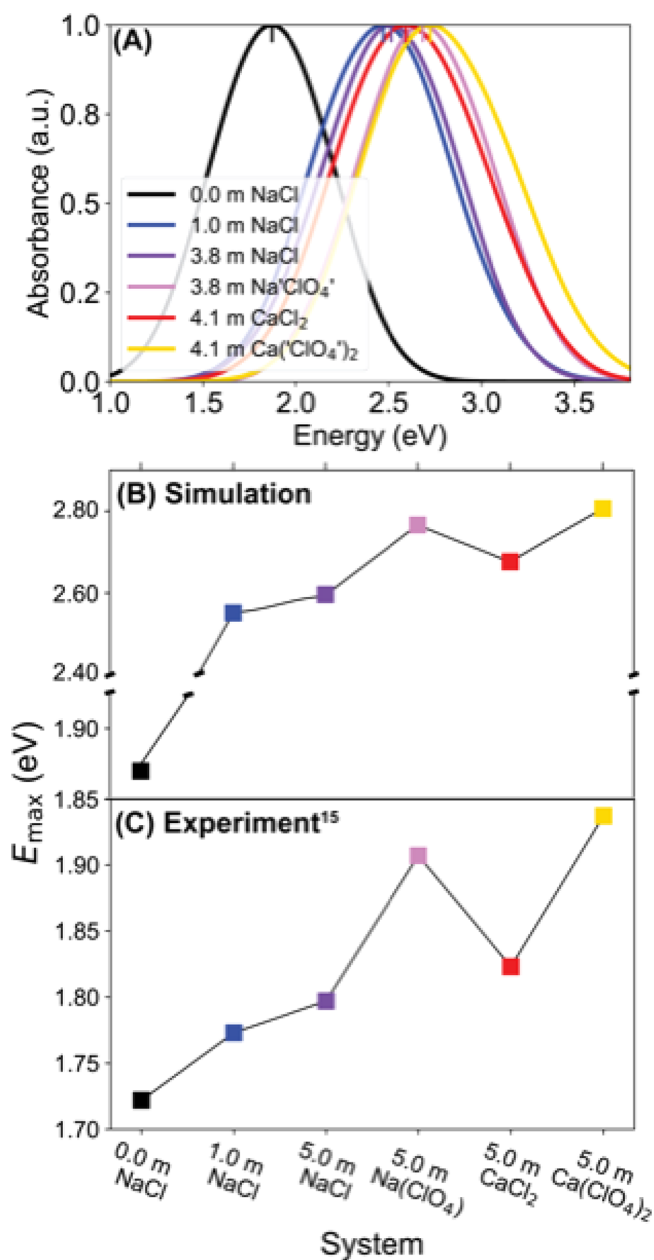 (A)
Absorbance (a.u.)
1.0
0.8
0.5
0.2
0.0
0.0 m NaCl
1.0 m NaCl
3.8 m NaCl
3.8 m Na'ClO₄'
4.1 m CaCl₂
4.1 m Ca('ClO₄')₂
1.0 1.5 2.0 2.5 3.0 3.5
Energy (eV)
(B) Simulation
2.80
2.60
2.40
1.90
1.85
Eₘₐₓ (eV)
(C) Experiment¹⁵
1.90
1.85
1.80
1.75
1.70
0.0 m
NaCl
1.0 m
NaCl
5.0 m
NaCl
5.0 m
Na(ClO₄)
5.0 m
CaCl₂
5.0 m
Ca(ClO₄)₂
System